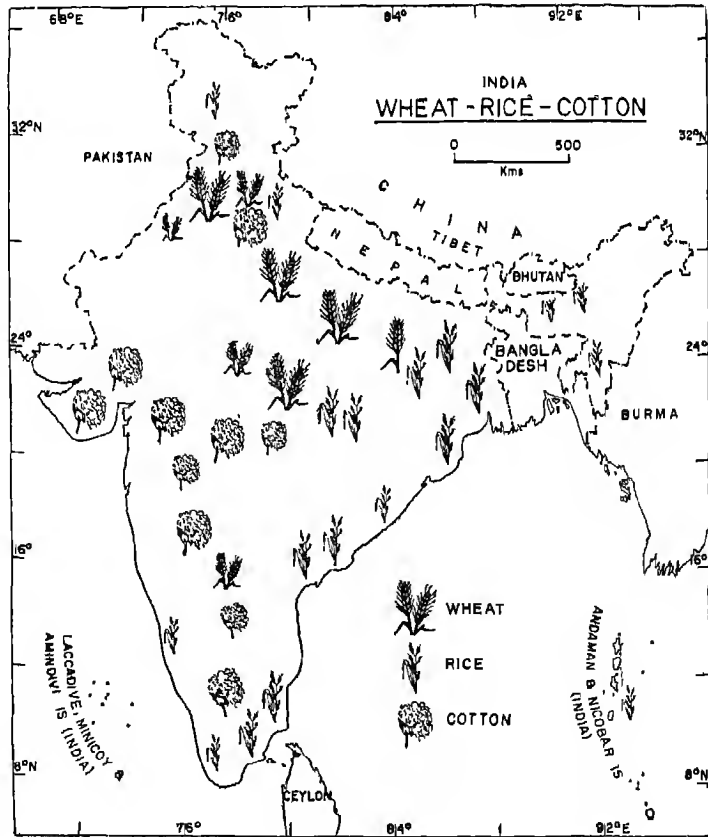 68°E
76°
84°
92°E
INDIA
WHEAT-RICE-COTTON
0 500
Kms
32°N
32°N
PAKISTAN
CHINA
TIBET
NEPAL
BHUTAN
24°
BANGLA
DESH
24°
BURMA
16°
16°
WHEAT
RICE
COTTON
LACCADIVE, MINICOY
AMINDIVI IS (INDIA)
ANDAMAN & NICOBAR IS
(INDIA)
8°N
8°N
CEYLON
76°
84°
92°E